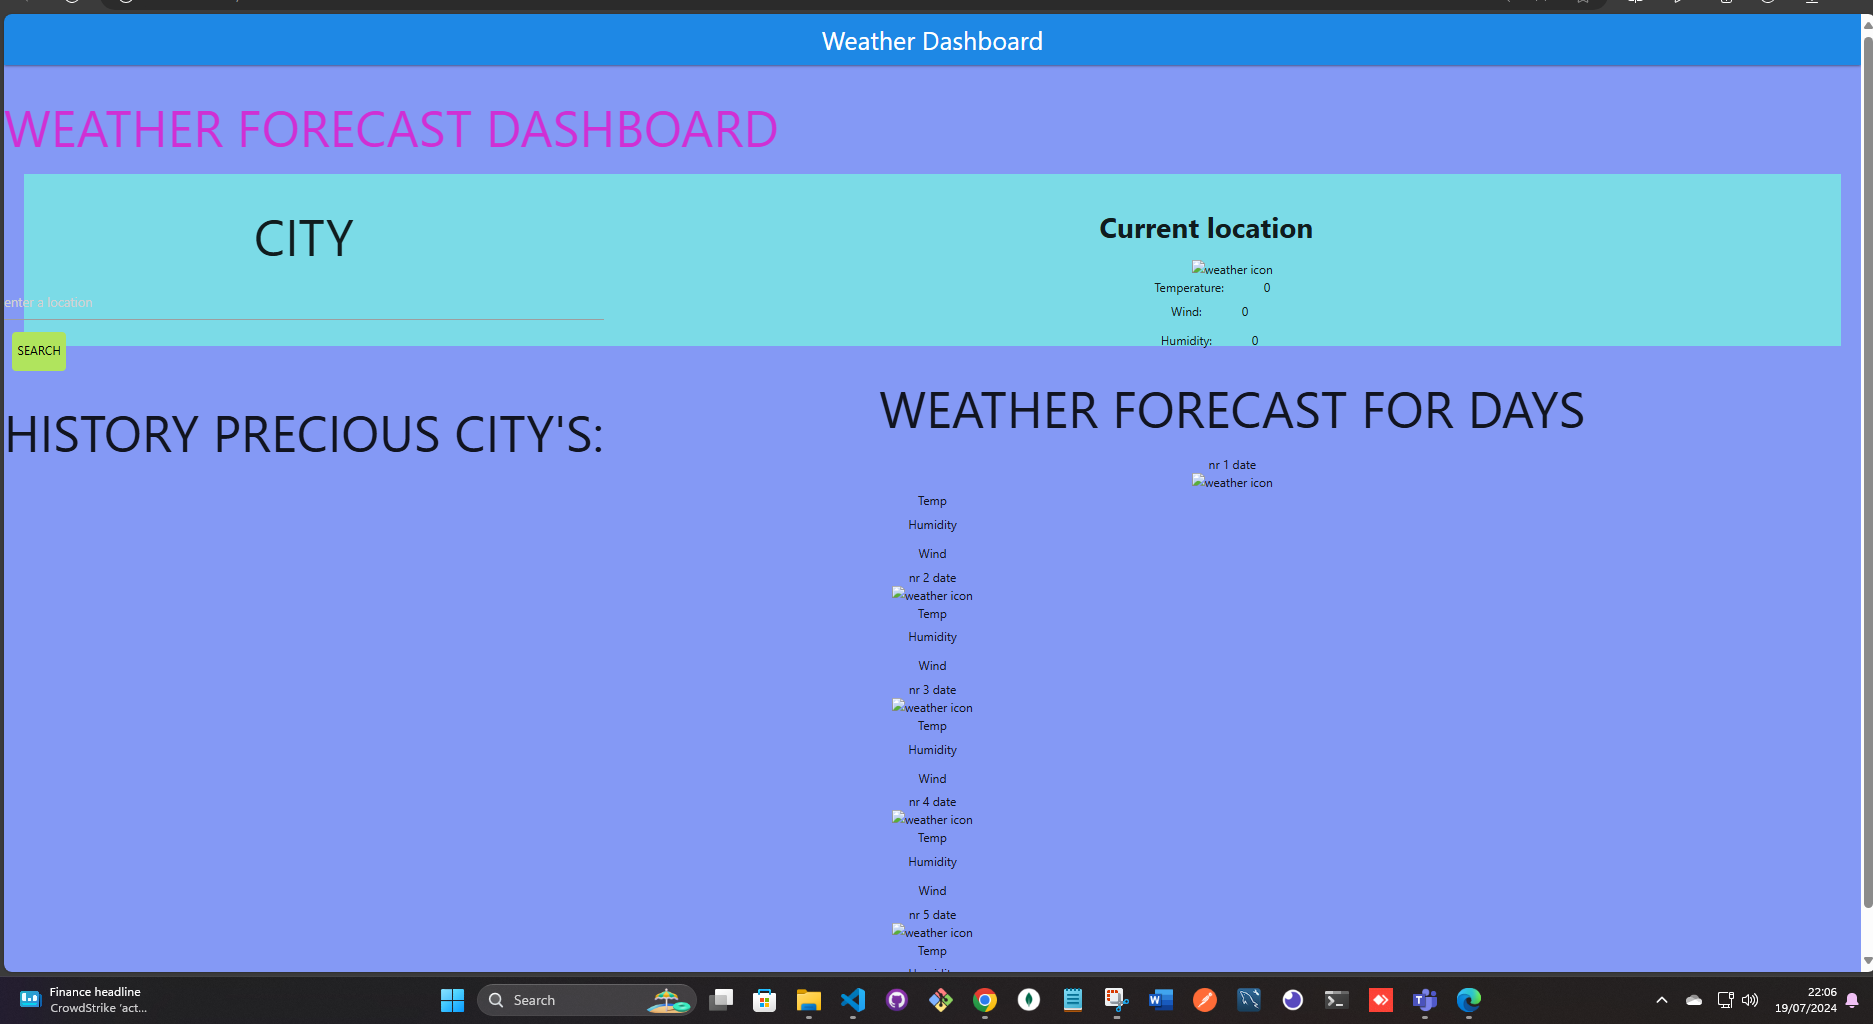 Weather Dashboard
WEATHER FORECAST DASHBOARD
CITY
enter a location
SEARCH
Current location
weather icon
Temperature: 0
Wind: 0
Humidity: 0
HISTORY PRECIOUS CITY'S:
WEATHER FORECAST FOR DAYS
nr 1 date
weather icon
Temp
Humidity
Wind
nr 2 date
weather icon
Temp
Humidity
Wind
nr 3 date
weather icon
Temp
Humidity
Wind
nr 4 date
weather icon
Temp
Humidity
Wind
nr 5 date
weather icon
Temp
Finance headline
CrowdStrike 'act...
Search
22:06
19/07/2024